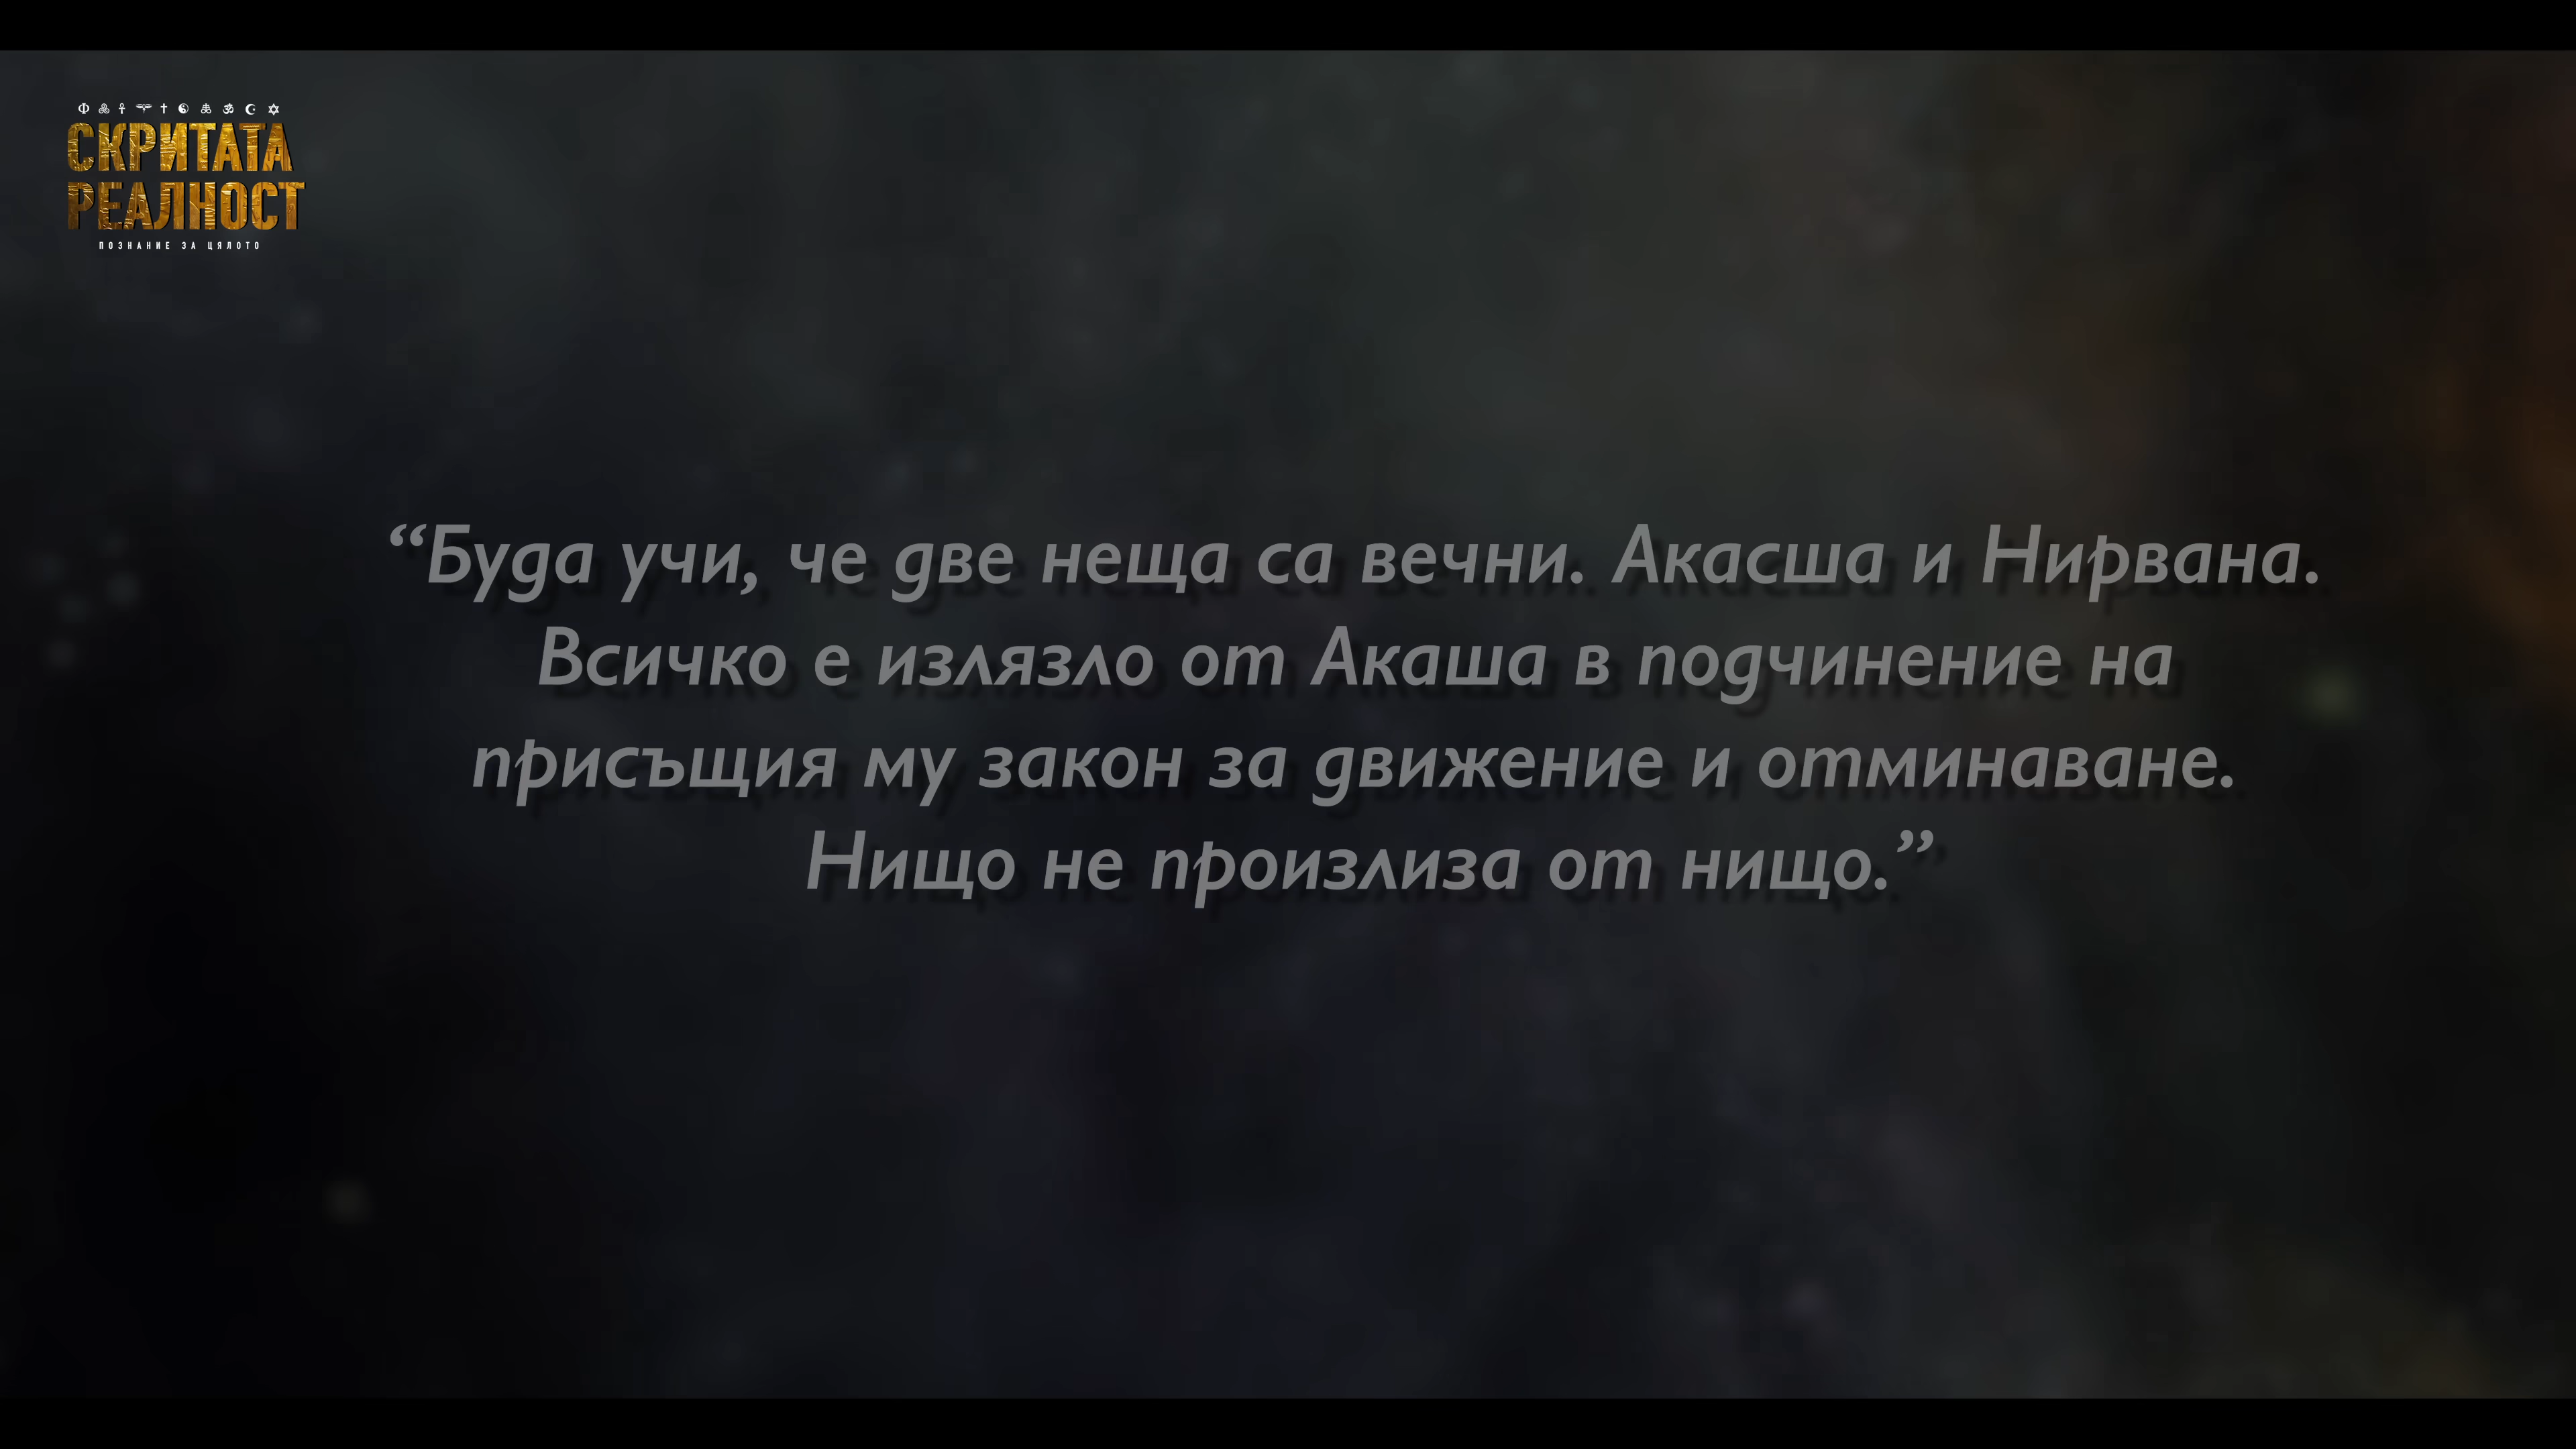 СКРИТАТА
РЕАЛНОСТ
ПОЗНАНИЕ ЗА ЦЯЛОТО
“Буда учи, че две неща са вечни. Акасша и Нирвана.
Всичко е излязло от Акаша в подчинение на
присъщия му закон за движение и отминаване.
Нищо не произлиза от нищо.”